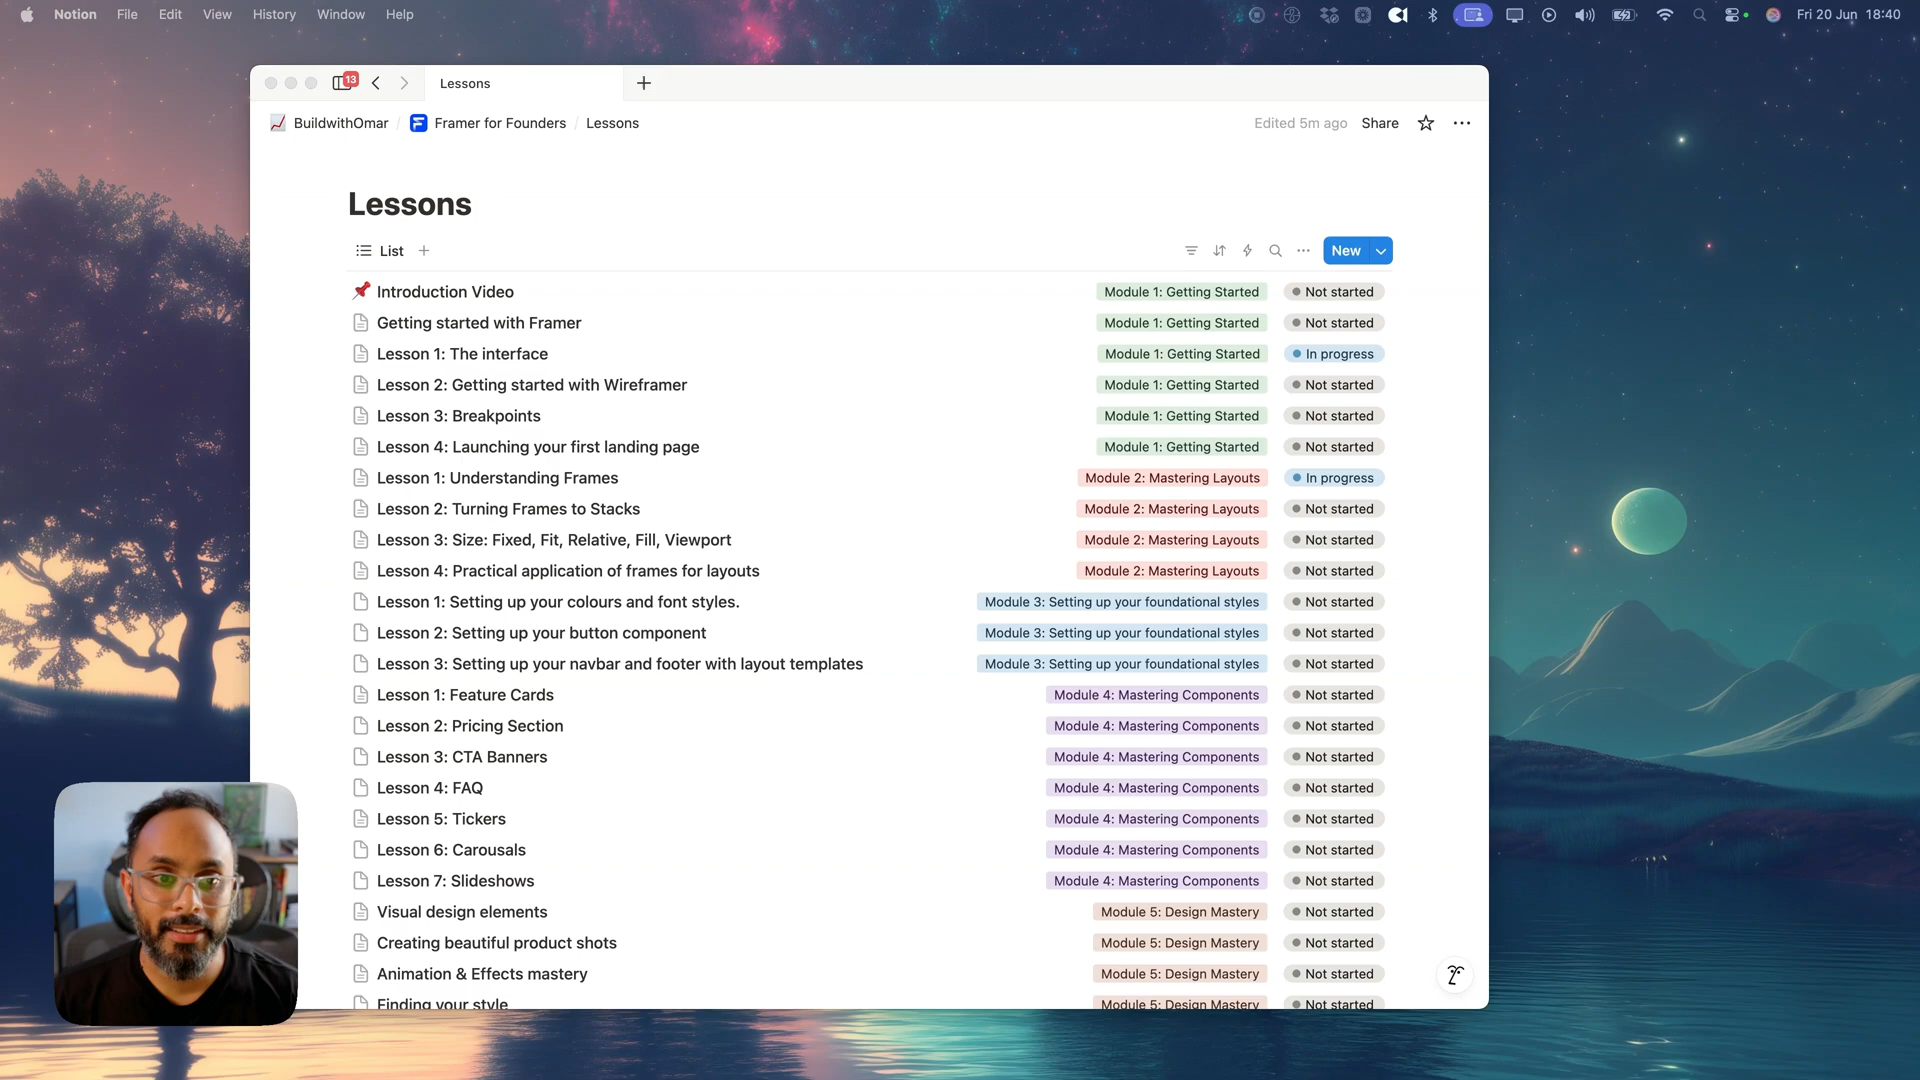 Notion File Edit View History Window Help Fri 20 Jun 18:40
13 Lessons
BuildwithOmar / Framer for Founders / Lessons Edited 5m ago Share
Lessons
List New
Introduction Video Module 1: Getting Started Not started
Getting started with Framer Module 1: Getting Started Not started
Lesson 1: The interface Module 1: Getting Started In progress
Lesson 2: Getting started with Wireframer Module 1: Getting Started Not started
Lesson 3: Breakpoints Module 1: Getting Started Not started
Lesson 4: Launching your first landing page Module 1: Getting Started Not started
Lesson 1: Understanding Frames Module 2: Mastering Layouts In progress
Lesson 2: Turning Frames to Stacks Module 2: Mastering Layouts Not started
Lesson 3: Size: Fixed, Fit, Relative, Fill, Viewport Module 2: Mastering Layouts Not started
Lesson 4: Practical application of frames for layouts Module 2: Mastering Layouts Not started
Lesson 1: Setting up your colours and font styles. Module 3: Setting up your foundational styles Not started
Lesson 2: Setting up your button component Module 3: Setting up your foundational styles Not started
Lesson 3: Setting up your navbar and footer with layout templates Module 3: Setting up your foundational styles Not started
Lesson 1: Feature Cards Module 4: Mastering Components Not started
Lesson 2: Pricing Section Module 4: Mastering Components Not started
Lesson 3: CTA Banners Module 4: Mastering Components Not started
Lesson 4: FAQ Module 4: Mastering Components Not started
Lesson 5: Tickers Module 4: Mastering Components Not started
Lesson 6: Carousals Module 4: Mastering Components Not started
Lesson 7: Slideshows Module 4: Mastering Components Not started
Visual design elements Module 5: Design Mastery Not started
Creating beautiful product shots Module 5: Design Mastery Not started
Animation & Effects mastery Module 5: Design Mastery Not started
Finding your style Module 5: Design Mastery Not started